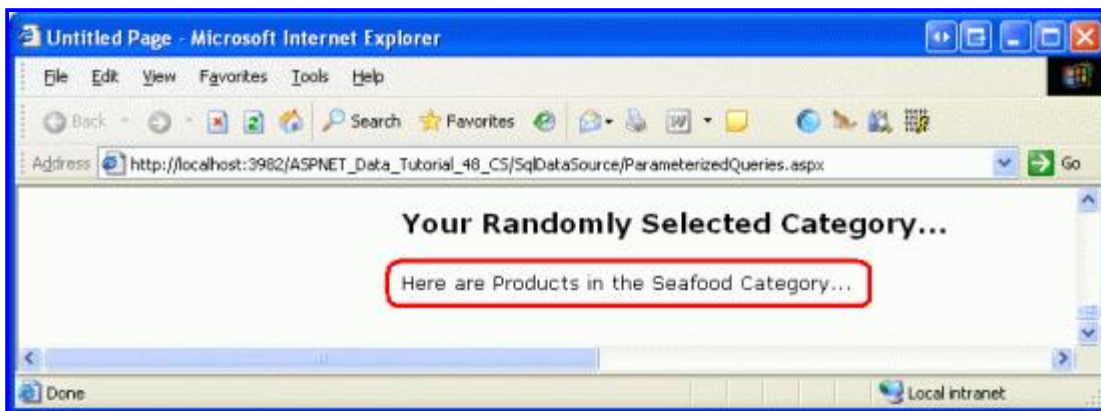 Untitled Page - Microsoft Internet Explorer
File Edit View Favorites Tools Help
Back Search Favorites
Address http://localhost:3982/ASPNET_Data_Tutorial_48_CS/SqlDataSource/ParameterizedQueries.aspx Go
Your Randomly Selected Category...
Here are Products in the Seafood Category...
Done Local intranet